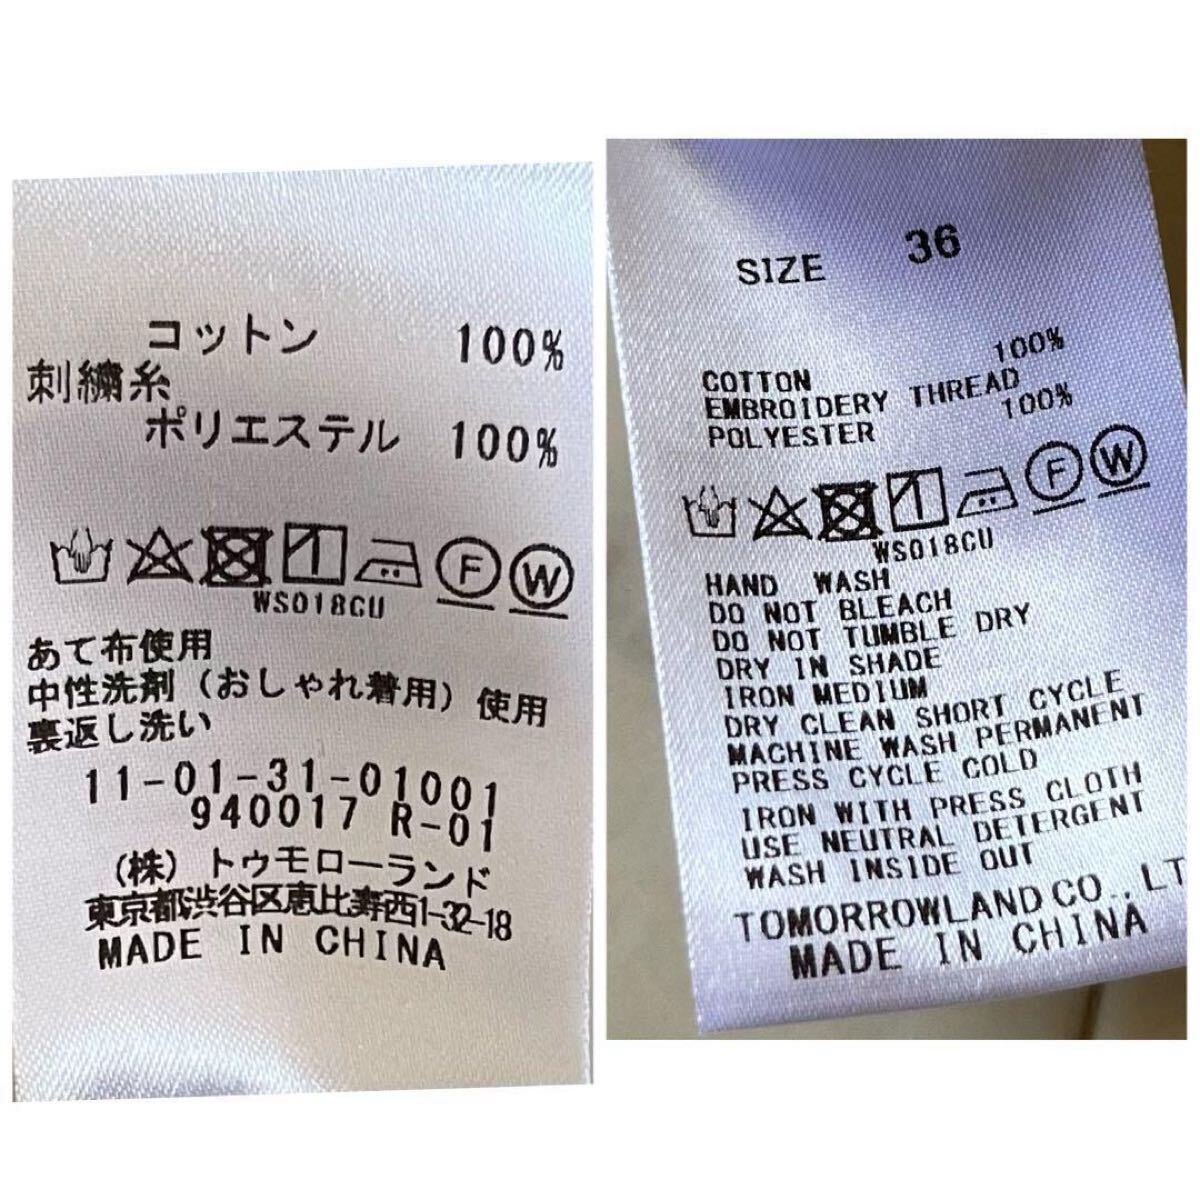 コットン 100%
刺繍糸
ポリエステル 100%
F W
WS018CU
あて布使用
中性洗剤（おしゃれ着用）使用
裏返し洗い
11-01-31-01001
940017 R-01
(株) トゥモローランド
東京都渋谷区恵比寿西1-32-18
MADE IN CHINA
SIZE 36
100%
COTTON
EMBROIDERY THREAD
100%
POLYESTER
F W
WS018CU
HAND WASH
DO NOT BLEACH
DO NOT TUMBLE DRY
DRY IN SHADE
IRON MEDIUM
DRY CLEAN SHORT CYCLE
MACHINE WASH PERMANENT
PRESS CYCLE COLD
IRON WITH PRESS CLOTH
USE NEUTRAL DETERGENT
WASH INSIDE OUT
TOMORROWLAND CO., LT
MADE IN CHINA